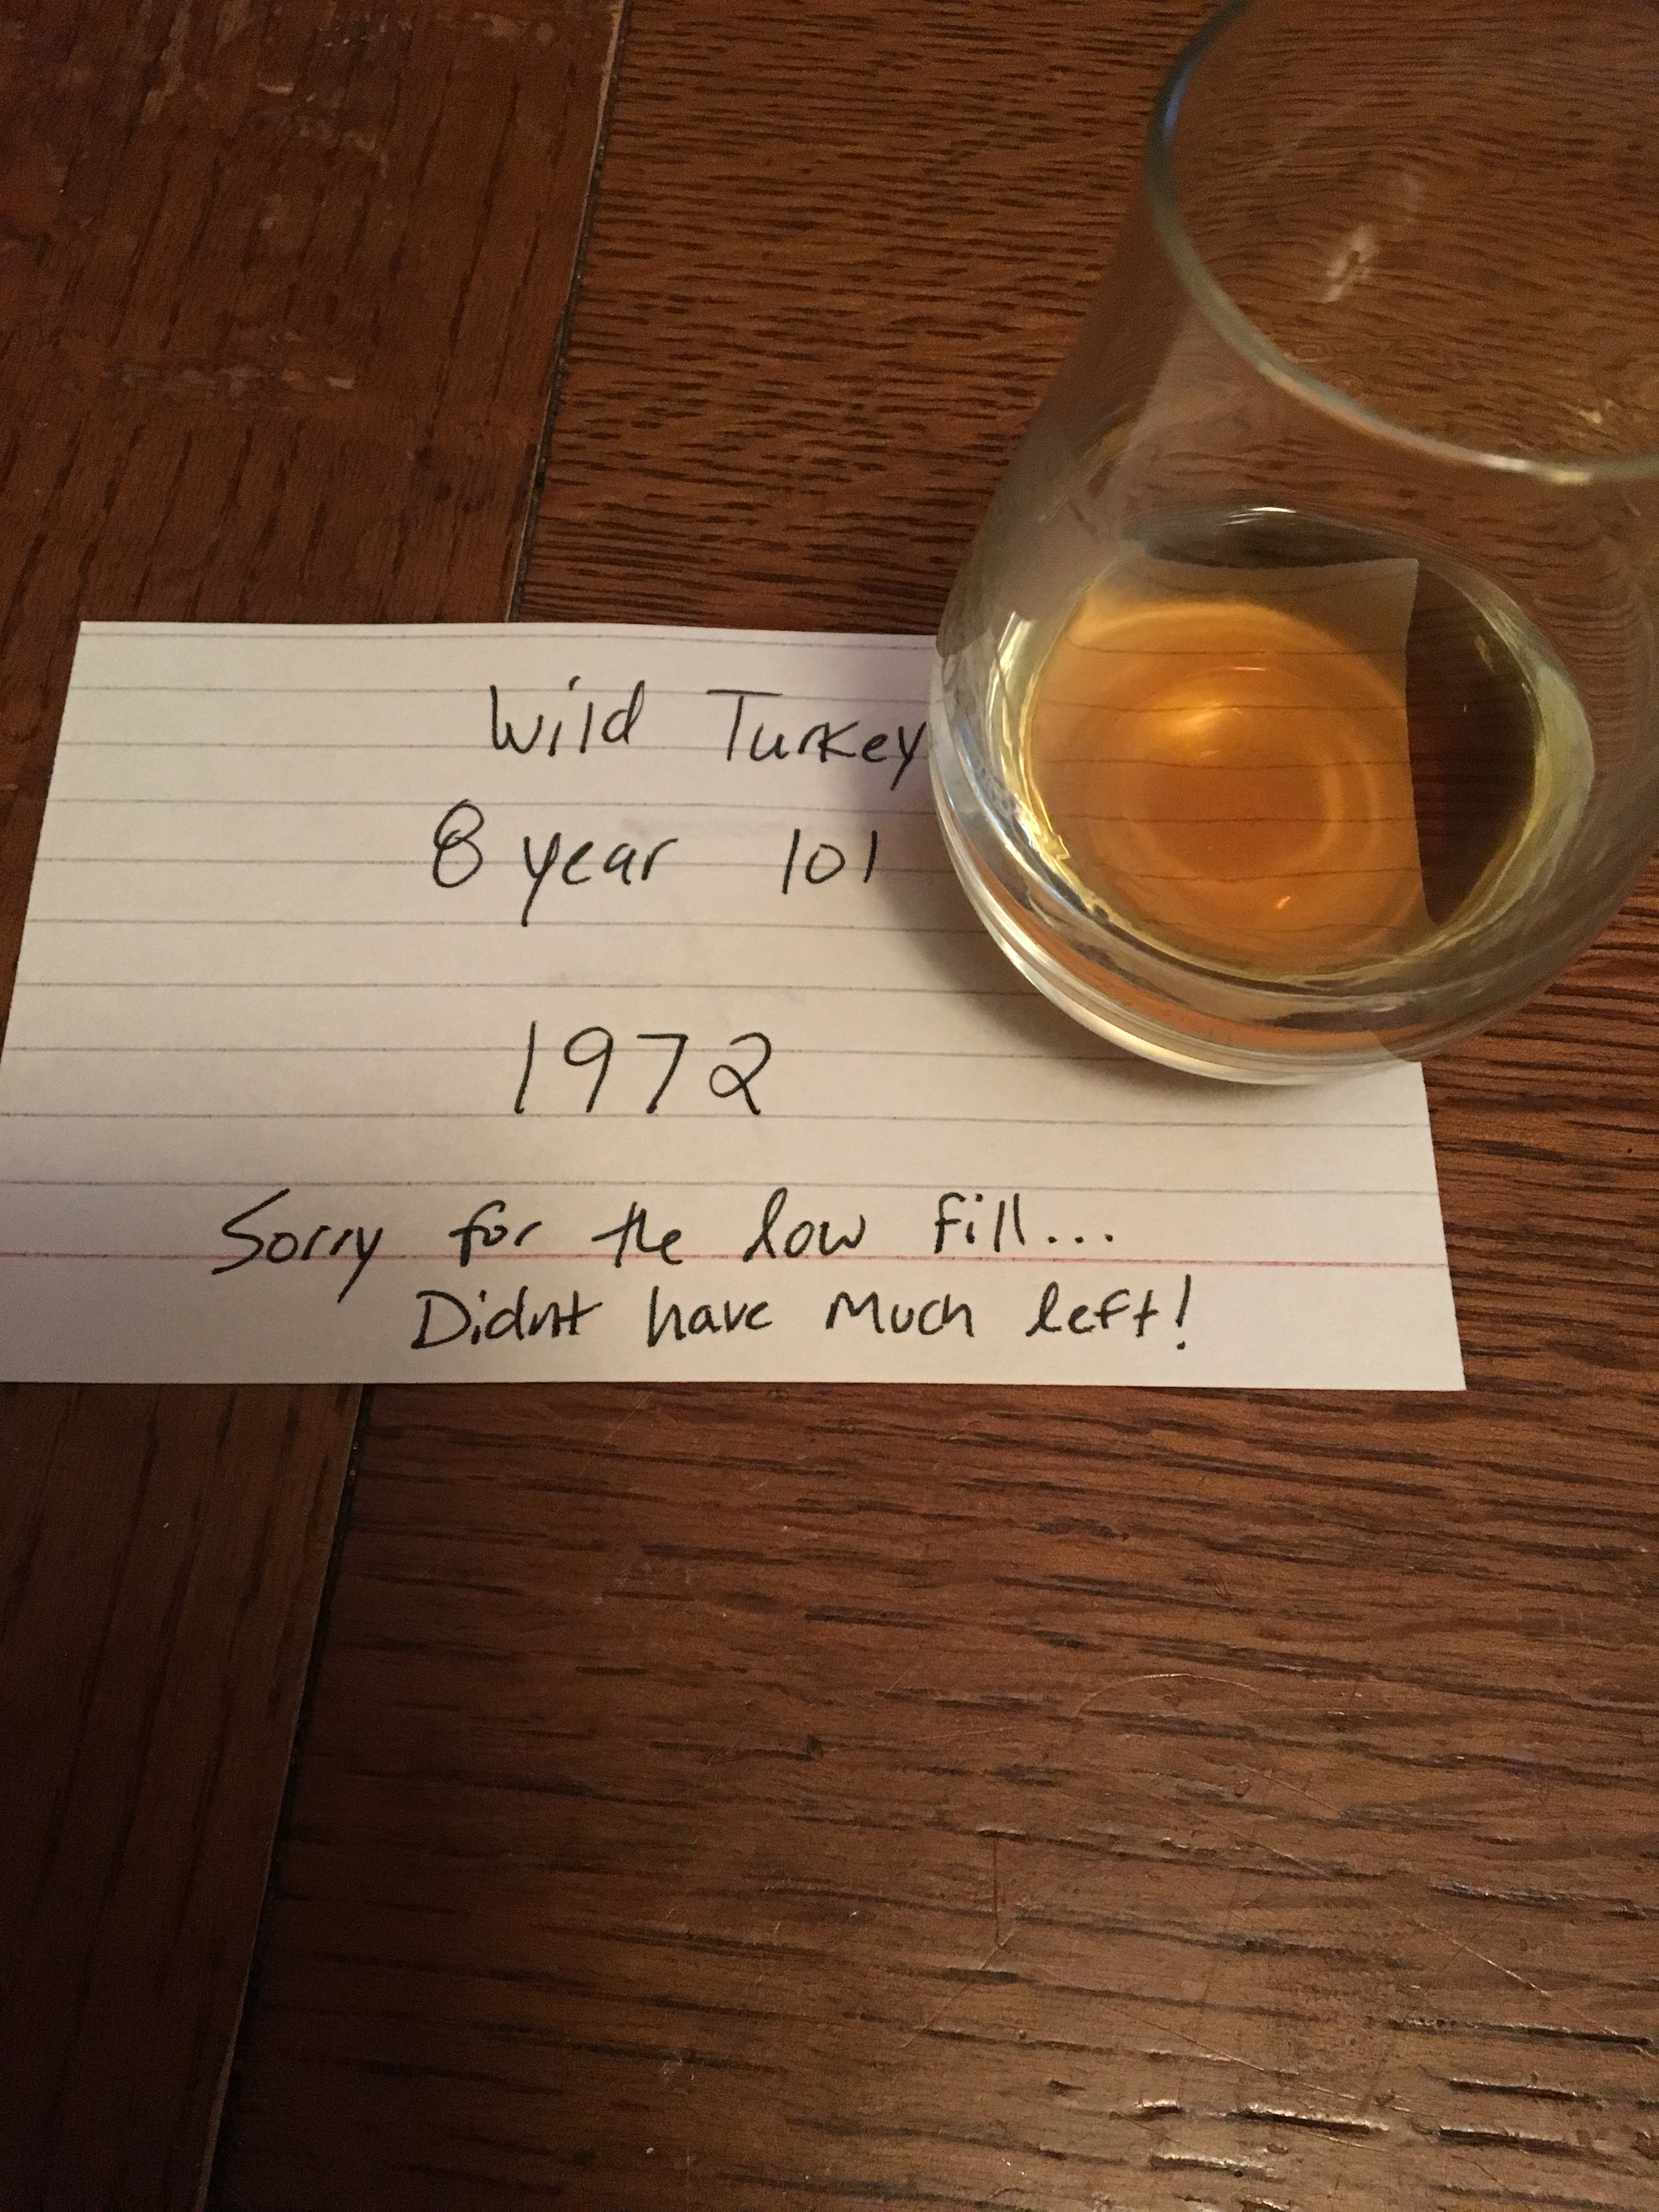 Wild Turkey
8 year 101
1972
Sorry for the low fill...
Didnt have Much left!